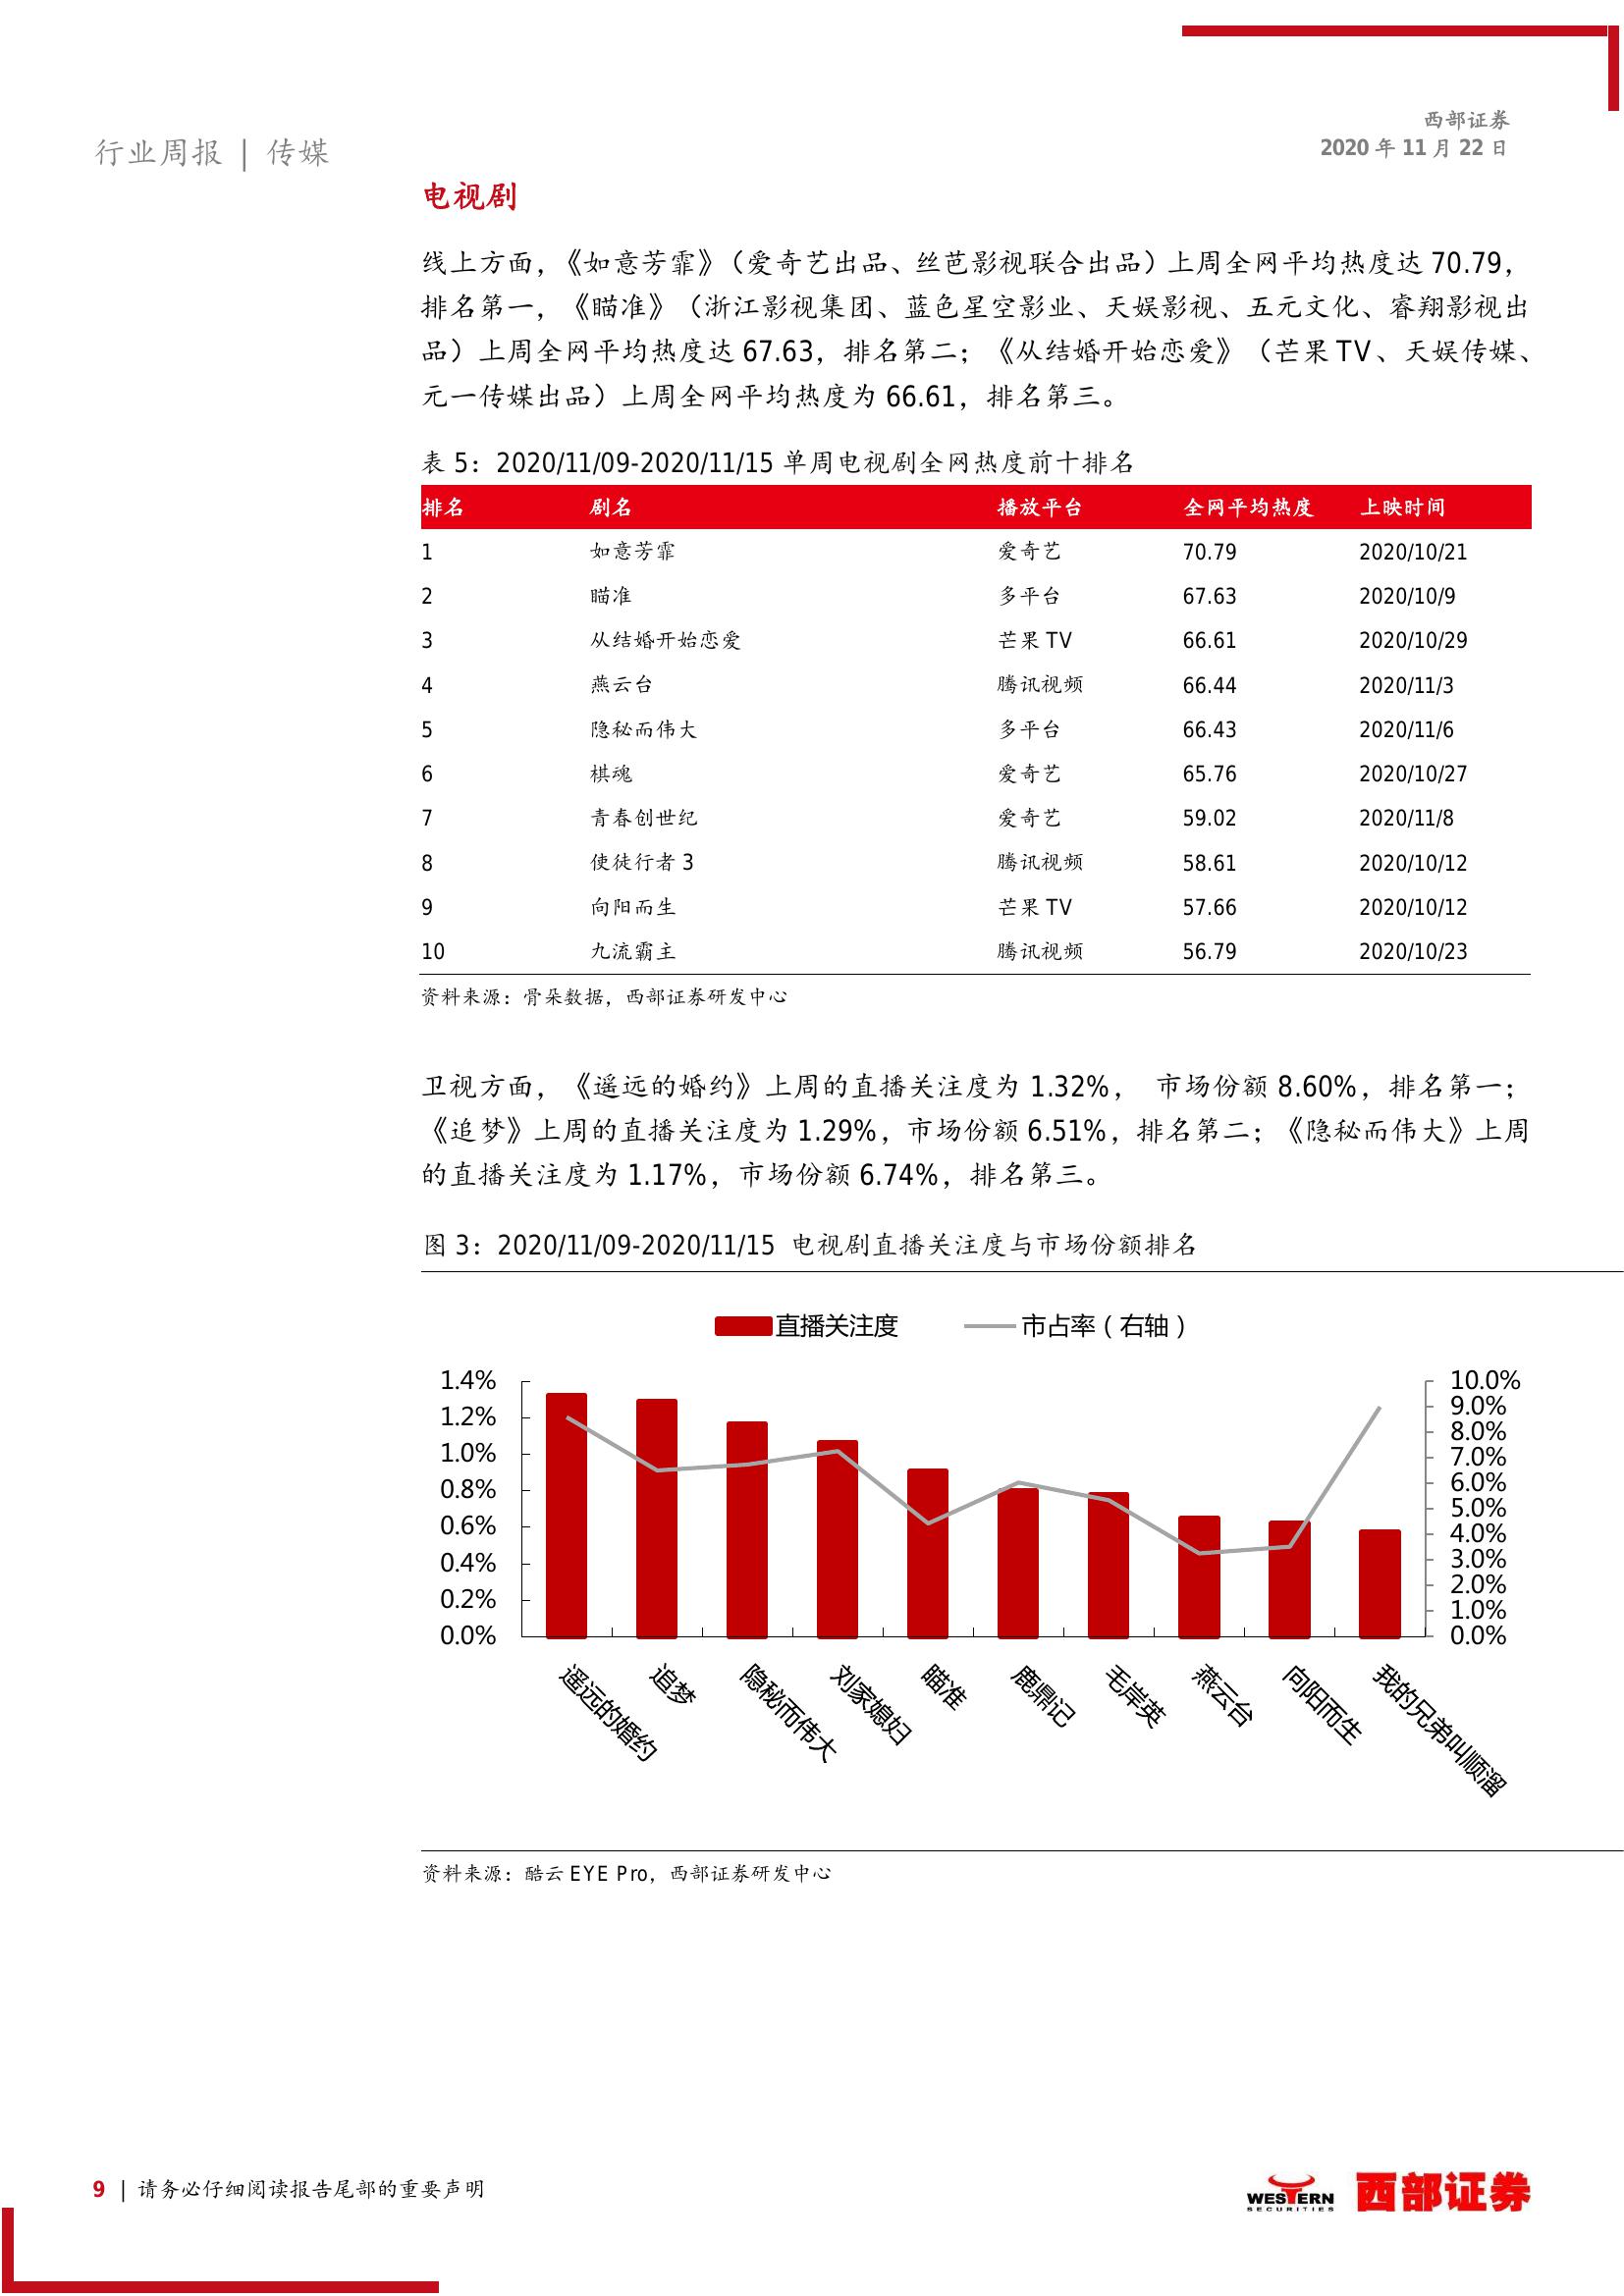 西部证券
2020 年 11 月 22 日
行业周报 | 传媒
电视剧
线上方面，《如意芳霏》（爱奇艺出品、丝芭影视联合出品）上周全网平均热度达 70.79，
排名第一，《瞄准》（浙江影视集团、蓝色星空影业、天娱影视、五元文化、睿翔影视出
品）上周全网平均热度达 67.63，排名第二；《从结婚开始恋爱》（芒果 TV、天娱传媒、
元一传媒出品）上周全网平均热度为 66.61，排名第三。
表 5：2020/11/09-2020/11/15 单周电视剧全网热度前十排名
排名 剧名 播放平台 全网平均热度 上映时间
1 如意芳霏 爱奇艺 70.79 2020/10/21
2 瞄准 多平台 67.63 2020/10/9
3 从结婚开始恋爱 芒果 TV 66.61 2020/10/29
4 燕云台 腾讯视频 66.44 2020/11/3
5 隐秘而伟大 多平台 66.43 2020/11/6
6 棋魂 爱奇艺 65.76 2020/10/27
7 青春创世纪 爱奇艺 59.02 2020/11/8
8 使徒行者 3 腾讯视频 58.61 2020/10/12
9 向阳而生 芒果 TV 57.66 2020/10/12
10 九流霸主 腾讯视频 56.79 2020/10/23
资料来源：骨朵数据，西部证券研发中心
卫视方面，《遥远的婚约》上周的直播关注度为 1.32%， 市场份额 8.60%，排名第一；
《追梦》上周的直播关注度为 1.29%，市场份额 6.51%，排名第二；《隐秘而伟大》上周
的直播关注度为 1.17%，市场份额 6.74%，排名第三。
图 3：2020/11/09-2020/11/15 电视剧直播关注度与市场份额排名
直播关注度 市占率（右轴）
1.4%
1.2%
1.0%
0.8%
0.6%
0.4%
0.2%
0.0%
10.0%
9.0%
8.0%
7.0%
6.0%
5.0%
4.0%
3.0%
2.0%
1.0%
0.0%
遥远的婚约
追梦
隐秘而伟大
刘家媳妇
瞄准
鹿鼎记
毛岸英
燕云台
向阳而生
我的兄弟叫顺溜
资料来源：酷云 EYE Pro，西部证券研发中心
9 | 请务必仔细阅读报告尾部的重要声明
WESTERN
SECURITIES
西部证券